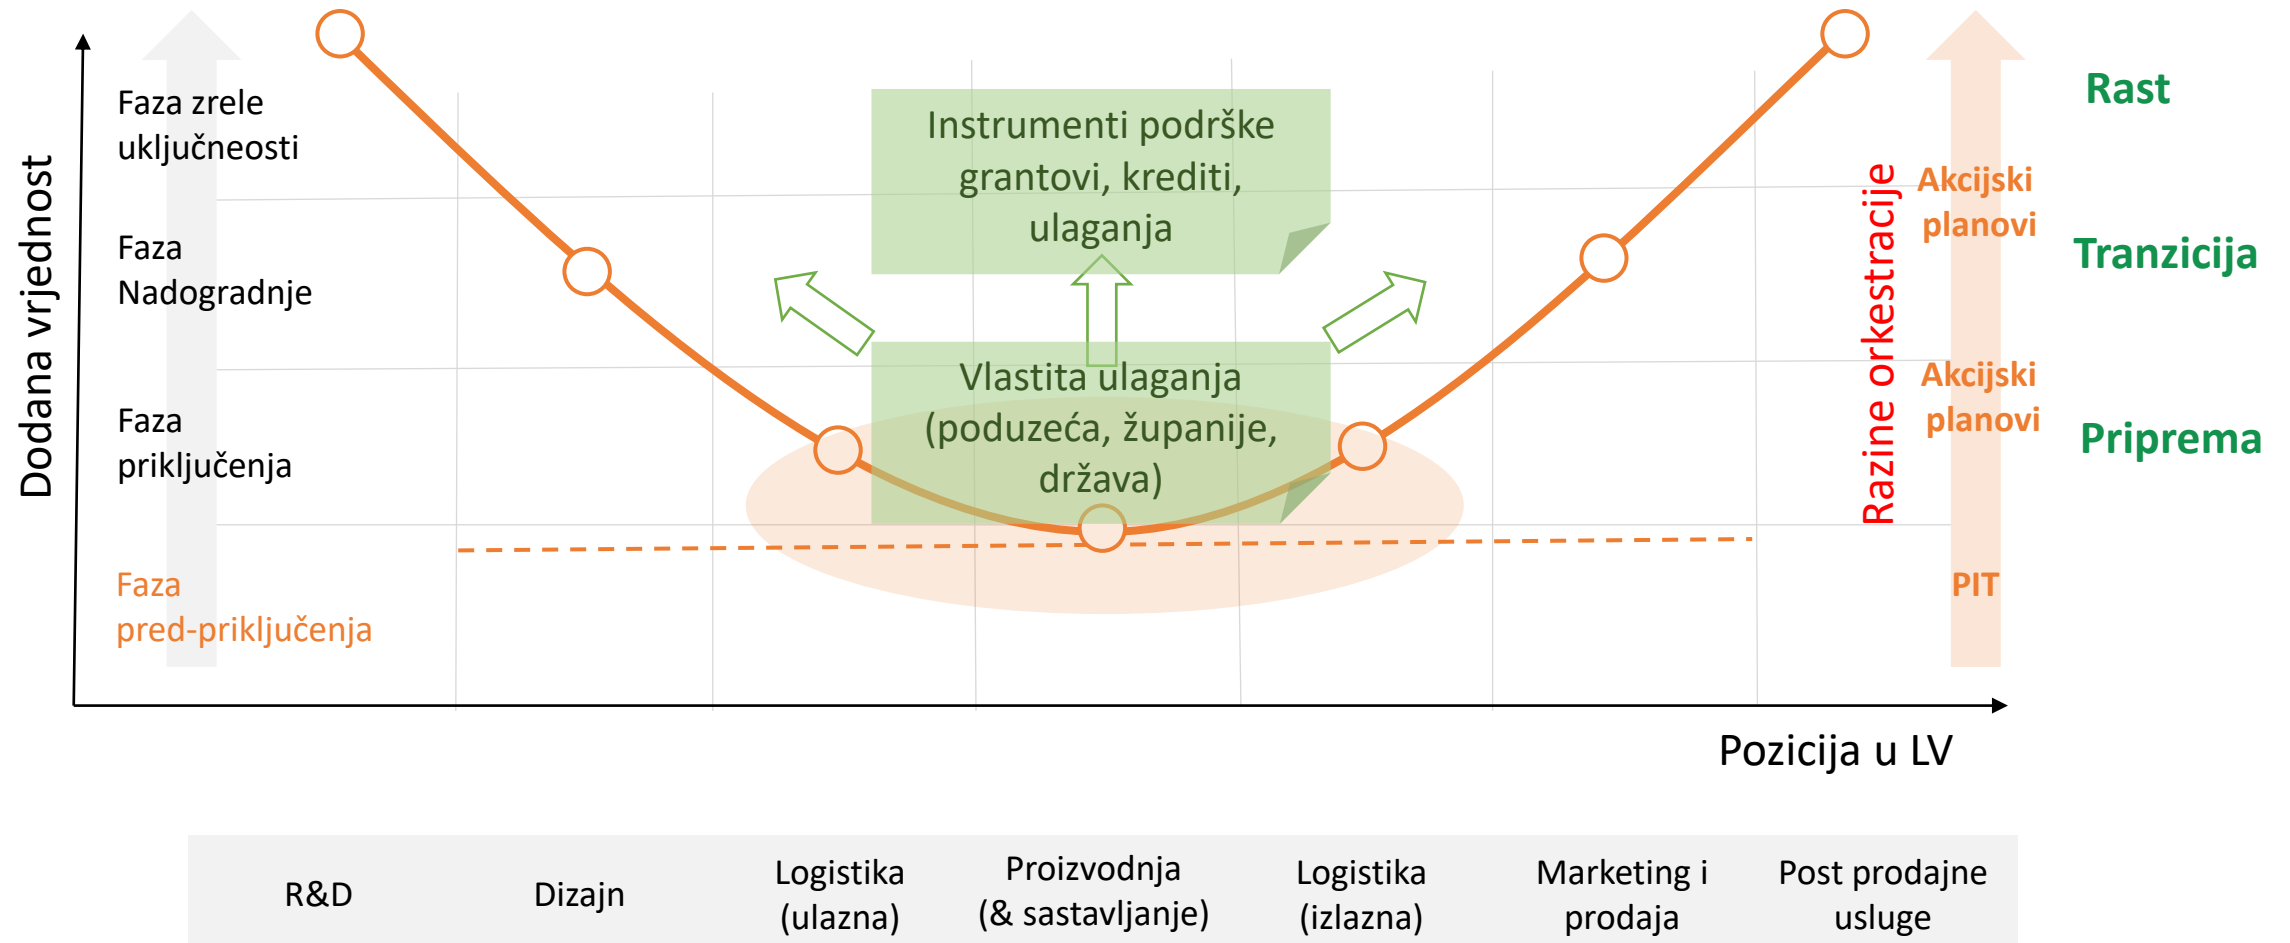 Dodana vrjednost
Faza zrele
uključneosti
Faza
Nadogradnje
Faza
priključenja
Faza
pred-priključenja
Instrumenti podrške
grantovi, krediti,
ulaganja
Vlastita ulaganja
(poduzeća, županije,
država)
Razine orkestracije
Akcijski
planovi
Akcijski
planovi
PIT
Rast
Tranzicija
Priprema
Pozicija u LV
R&D
Dizajn
Logistika
(ulazna)
Proizvodnja
(& sastavljanje)
Logistika
(izlazna)
Marketing i
prodaja
Post prodajne
usluge